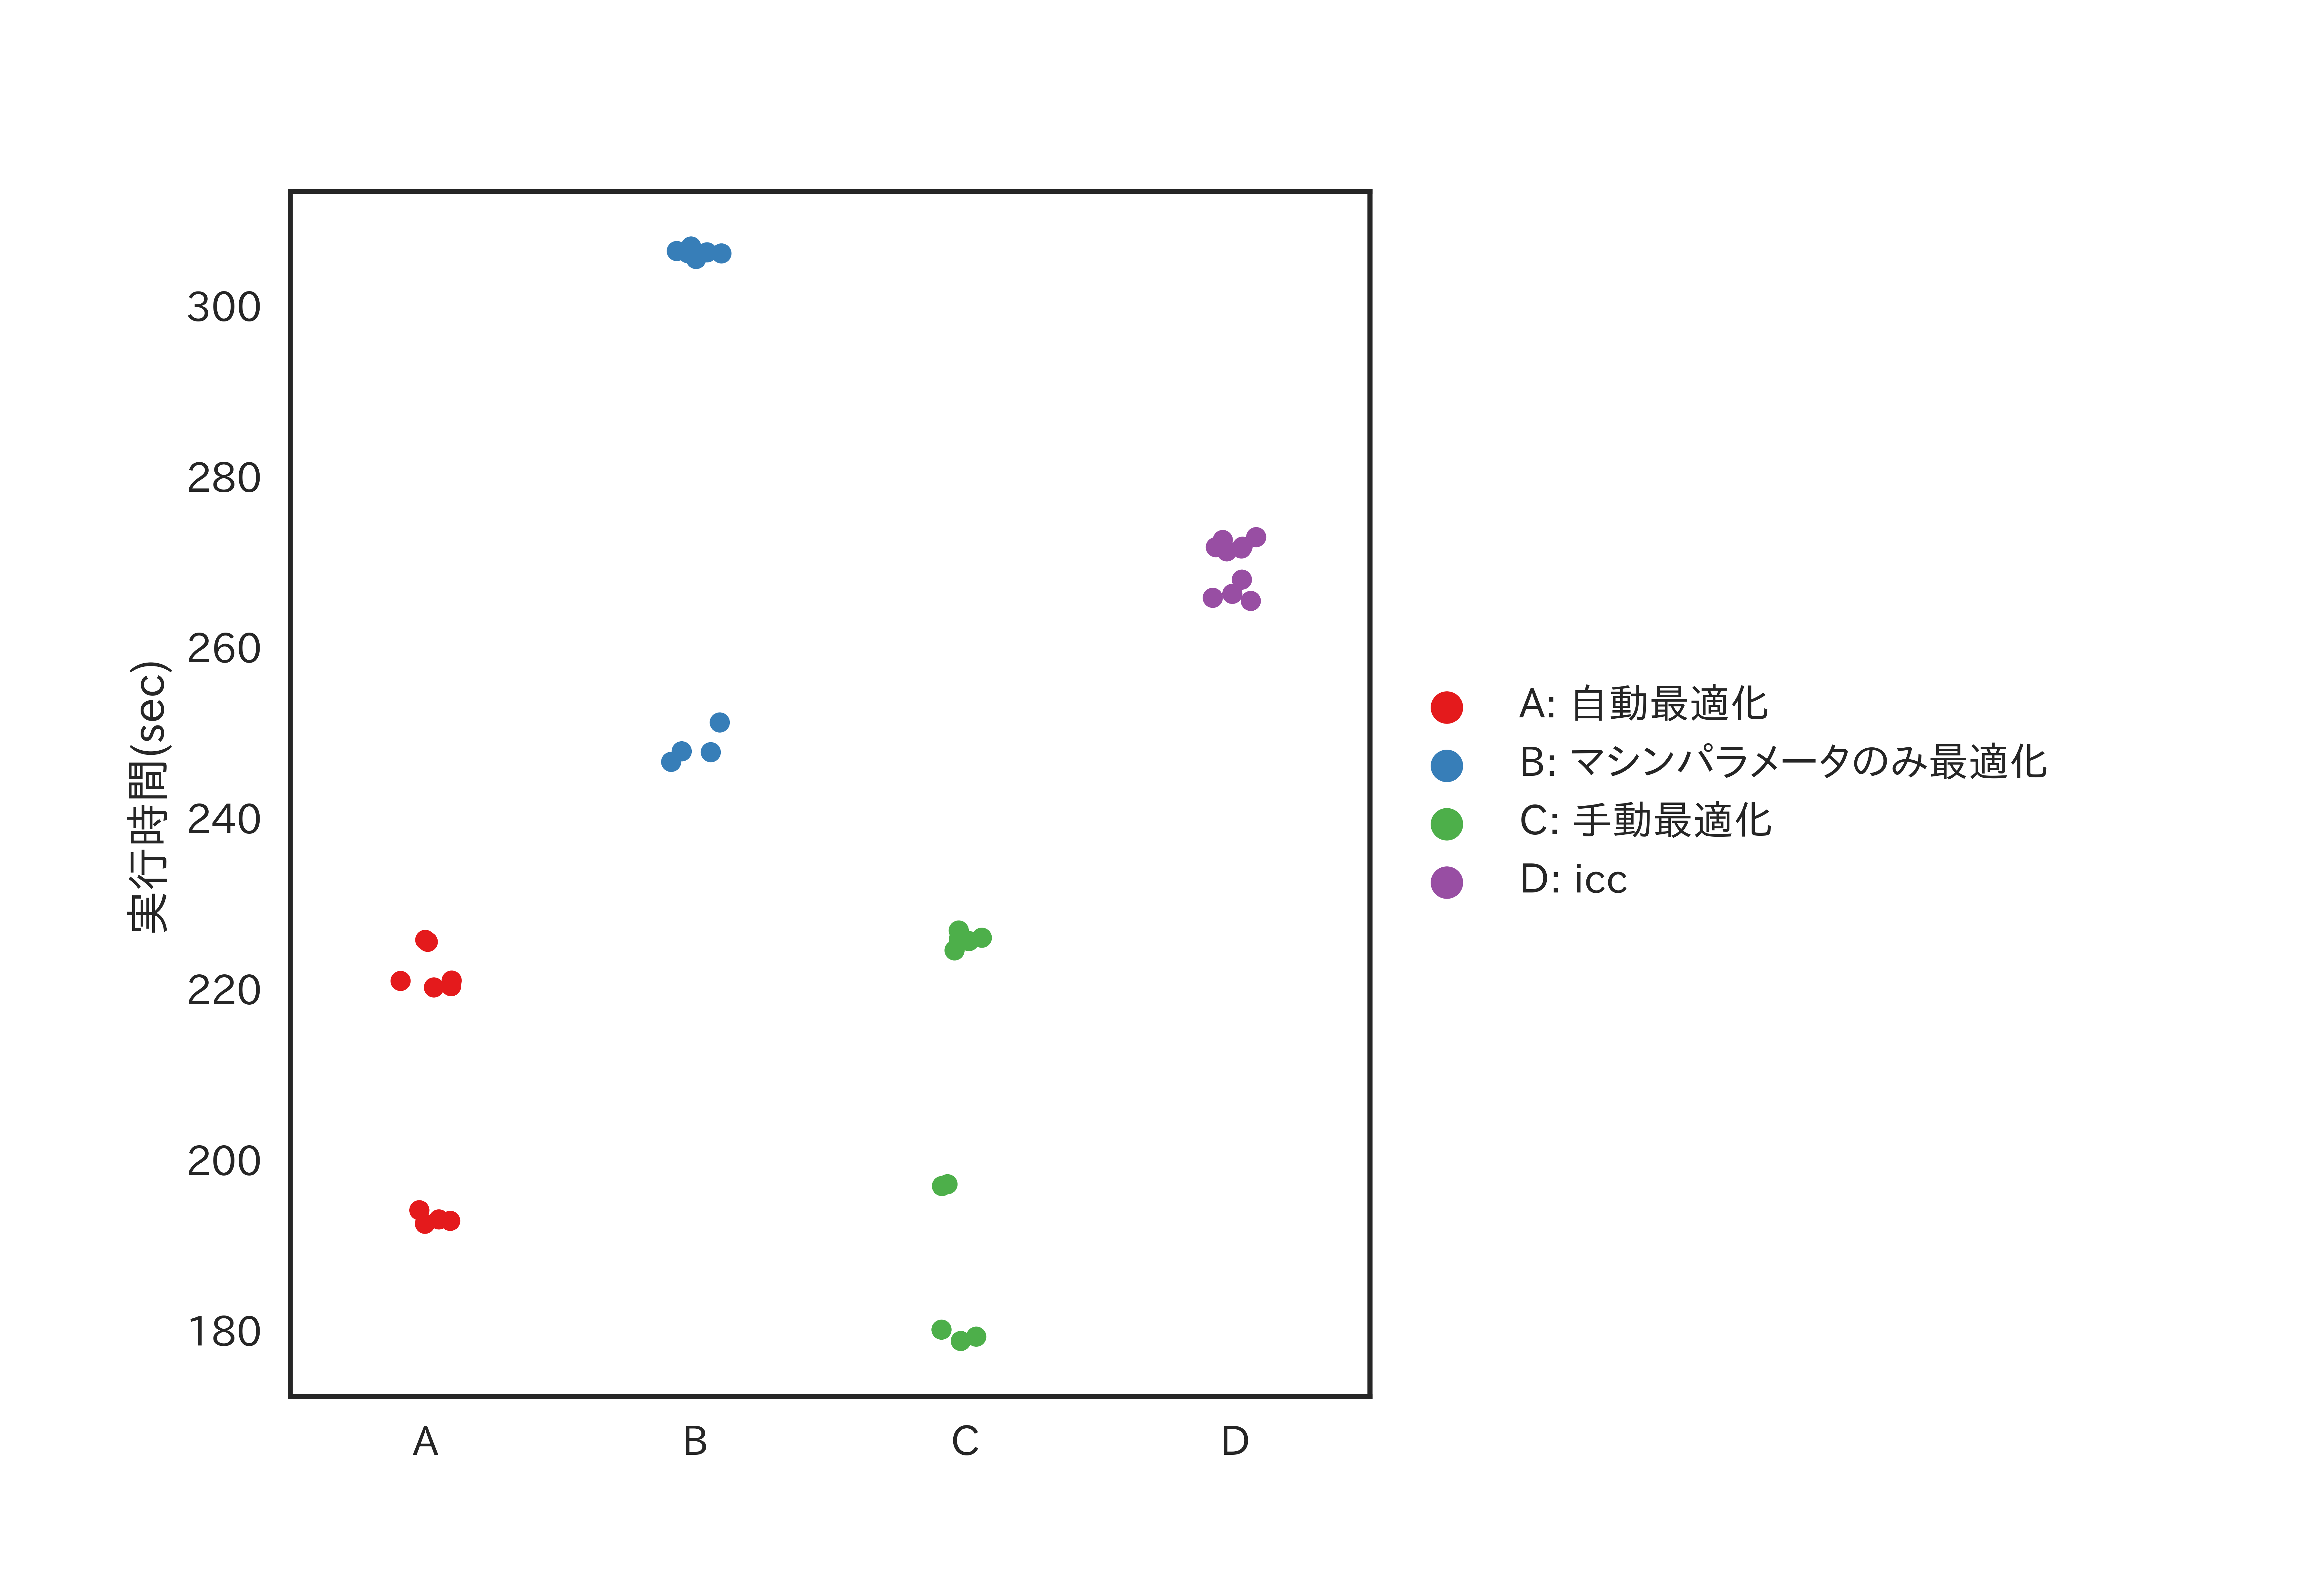 実行時間(sec)
300
280
260
240
220
200
180
A
B
C
D
A: 自動最適化
B: マシンパラメータのみ最適化
C: 手動最適化
D: icc